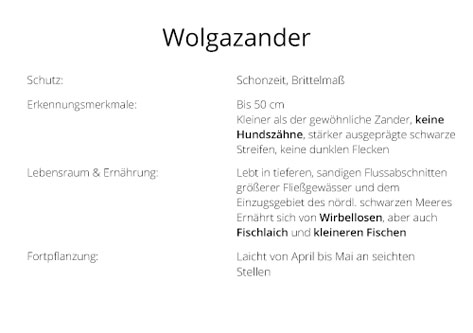 Wolgazander
Schutz:
Schonzeit, Brittelmaß
Erkennungsmerkmale:
Bis 50 cm
Kleiner als der gewöhnliche Zander, keine
Hundszähne, stärker ausgeprägte schwarze
Streifen, keine dunklen Flecken
Lebensraum & Ernährung:
Lebt in tieferen, sandigen Flussabschnitten
größerer Fließgewässer und dem
Einzugsgebiet des nördl. schwarzen Meeres
Ernährt sich von Wirbellosen, aber auch
Fischlaich und kleineren Fischen
Fortpflanzung:
Laicht von April bis Mai an seichten
Stellen